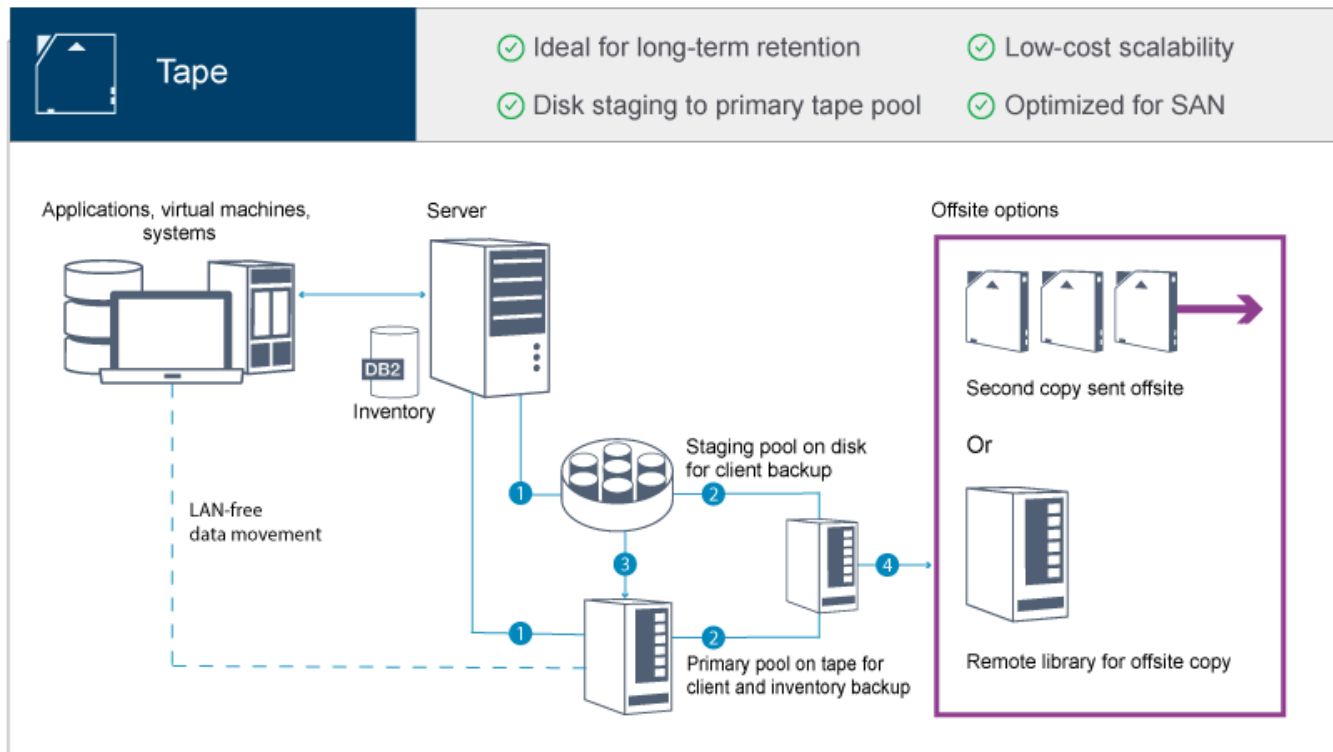 Tape
Ideal for long-term retention
Low-cost scalability
Disk staging to primary tape pool
Optimized for SAN
Applications, virtual machines,
systems
Server
Offsite options
DB2
Inventory
Second copy sent offsite
Staging pool on disk
for client backup
Or
1
2
LAN-free
data movement
3
4
1
2
Primary pool on tape for
client and inventory backup
Remote library for offsite copy